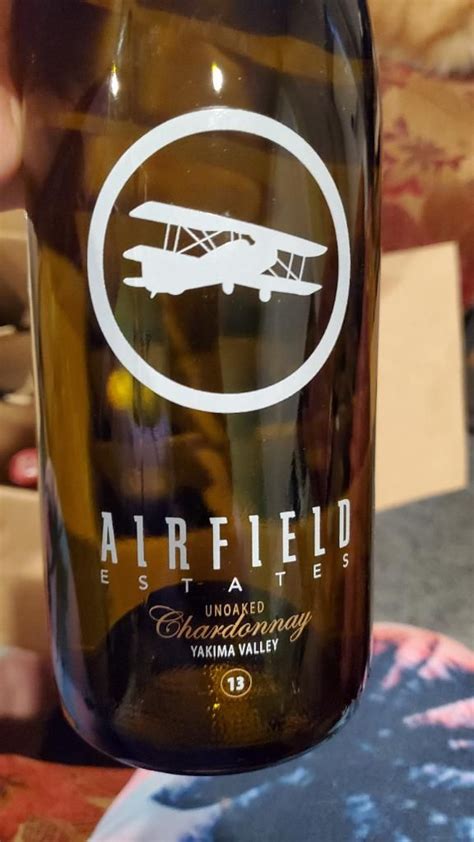 AIRFIELD
ESTATES
UNOAKED
Chardonnay
YAKIMA VALLEY
13